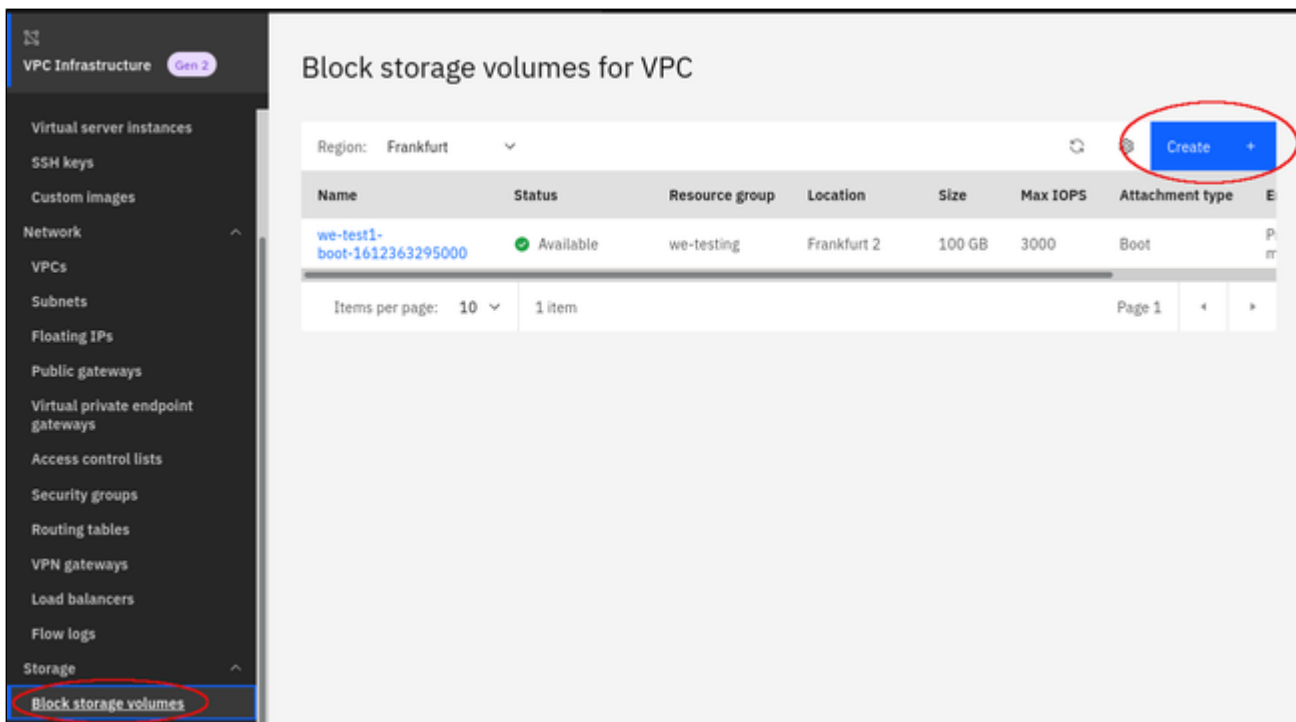 VPC Infrastructure Gen 2
Virtual server instances
SSH keys
Custom images
Network
VPCs
Subnets
Floating IPs
Public gateways
Virtual private endpoint
gateways
Access control lists
Security groups
Routing tables
VPN gateways
Load balancers
Flow logs
Storage
Block storage volumes
Block storage volumes for VPC
Region: Frankfurt
Create +
Name Status Resource group Location Size Max IOPS Attachment type
we-test1-
boot-1612363295000
Available we-testing Frankfurt 2 100 GB 3000 Boot
Items per page: 10 1 item Page 1